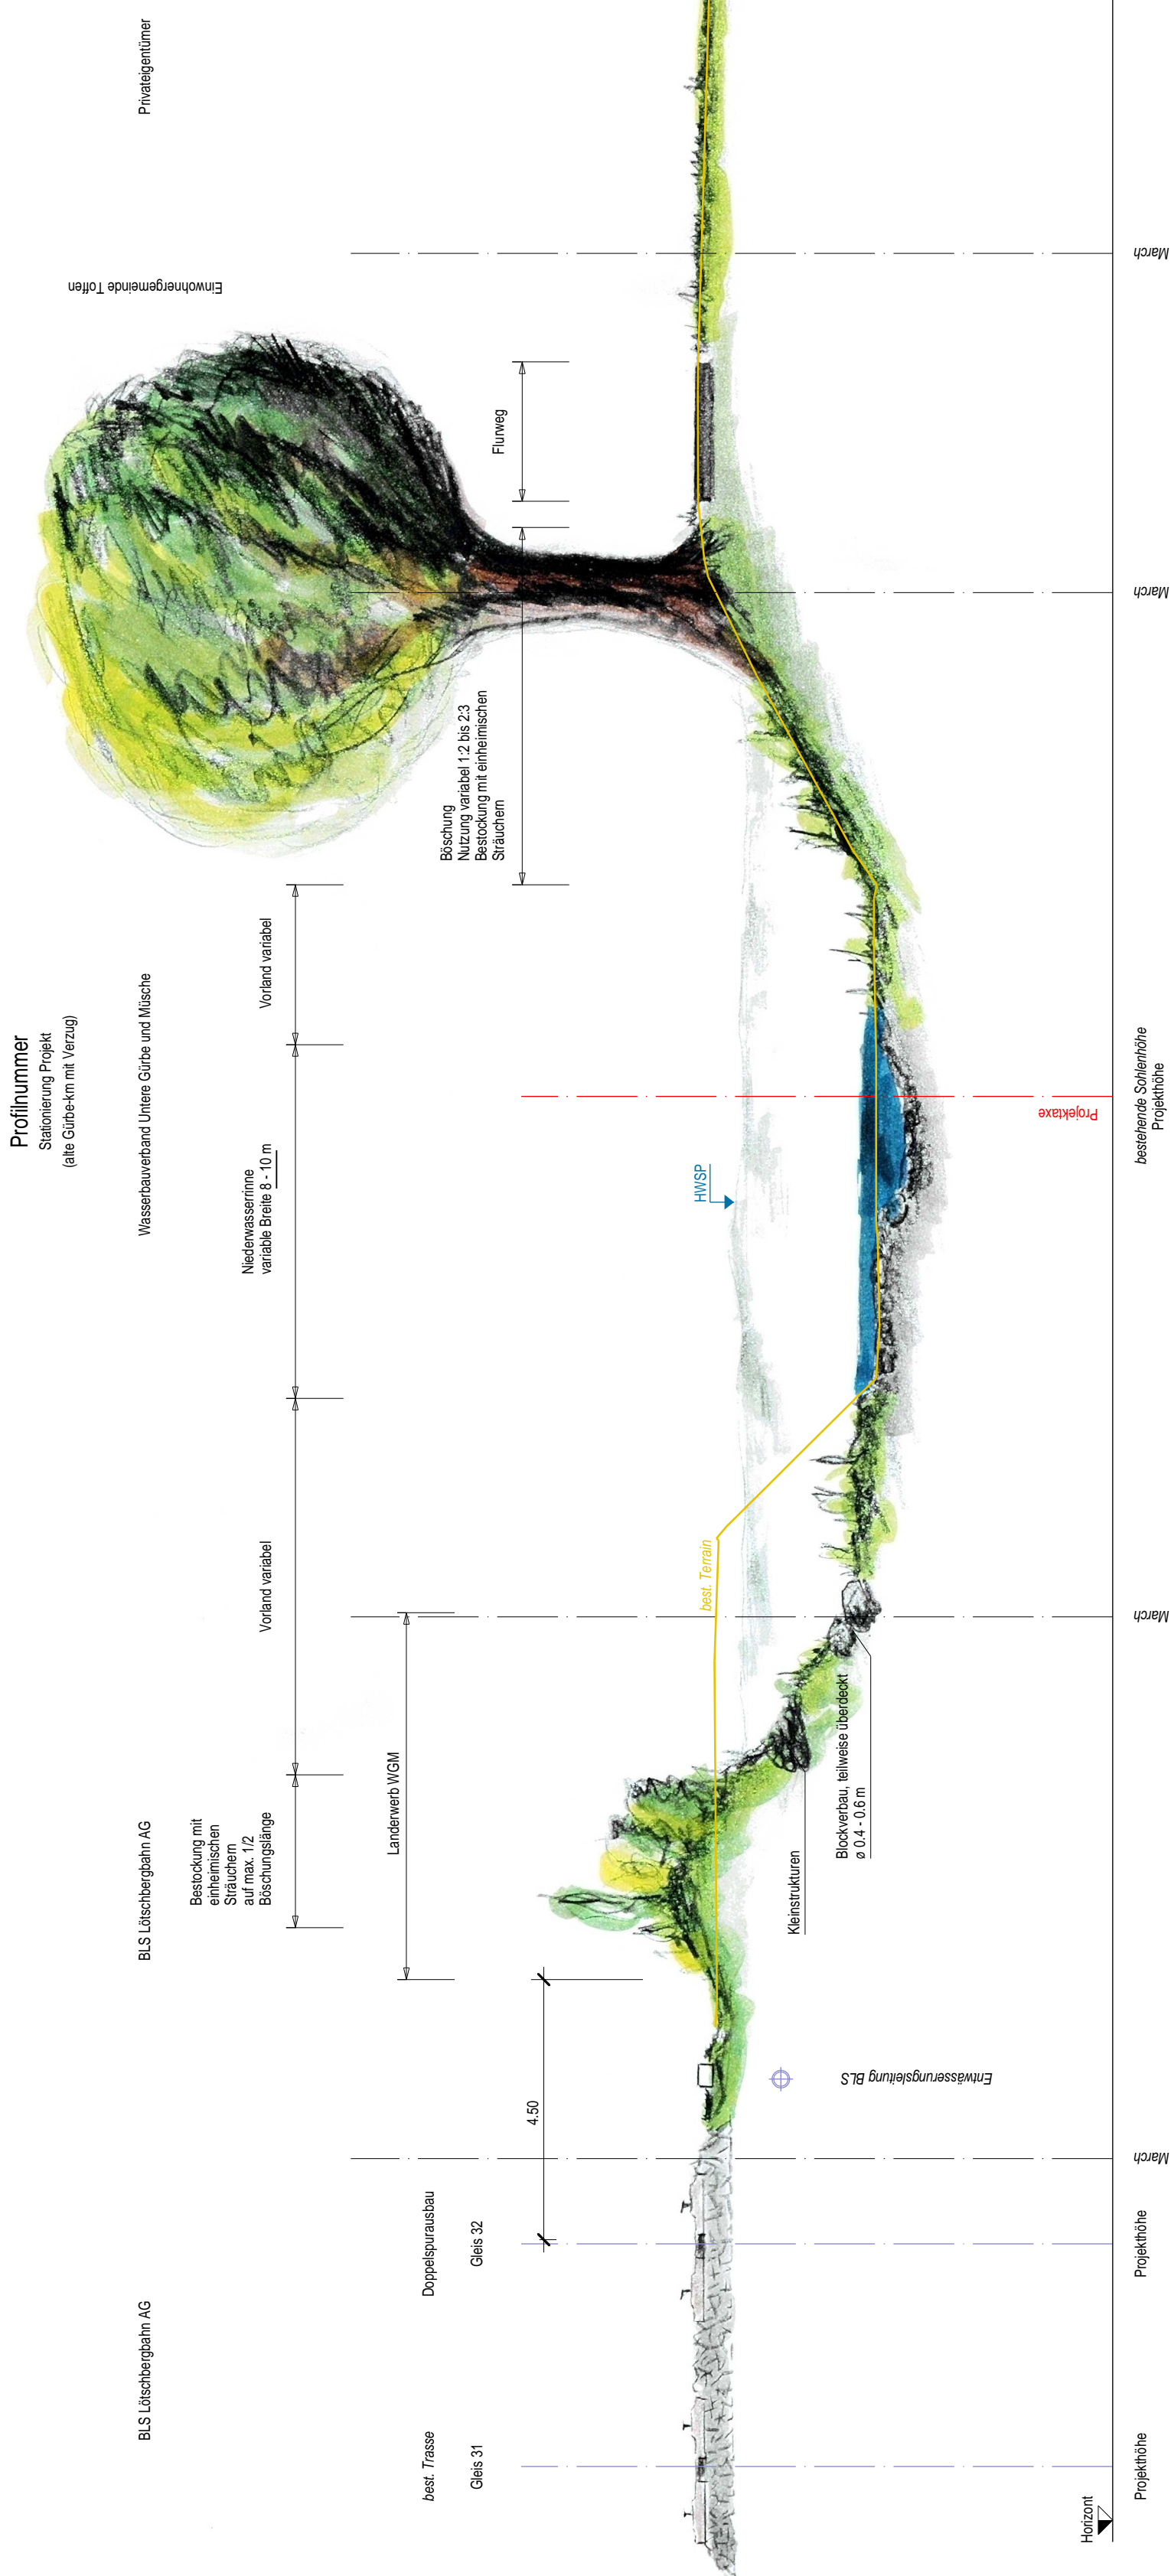 Profilnummer
Stationierung Projekt
(alte Gürbe-km mit Verzug)
BLS Lötschbergbahn AG
BLS Lötschbergbahn AG
Wasserbauverband Untere Gürbe und Müsche
Einwohnergemeinde Toffen
Privateigentümer
Bestockung mit
einheimischen
Sträuchern
auf max. 1/2
Böschungslänge
Vorland variabel
Niederwasserrinne
variable Breite 8 - 10 m
Vorland variabel
Landerwerb WGM
Böschung
Nutzung variabel 1:2 bis 2:3
Bestockung mit einheimischen
Sträuchern
Flurweg
best. Trasse
Gleis 31
Doppelspurausbau
Gleis 32
4.50
best. Terrain
HWSP
Kleinstrukturen
Blockverbau, teilweise überdeckt
ø 0.4 - 0.6 m
Entwässerungsleitung BLS
Projektaxe
Horizont
Projekthöhe
Projekthöhe
March
March
bestehende Sohlenhöhe
Projekthöhe
March
March